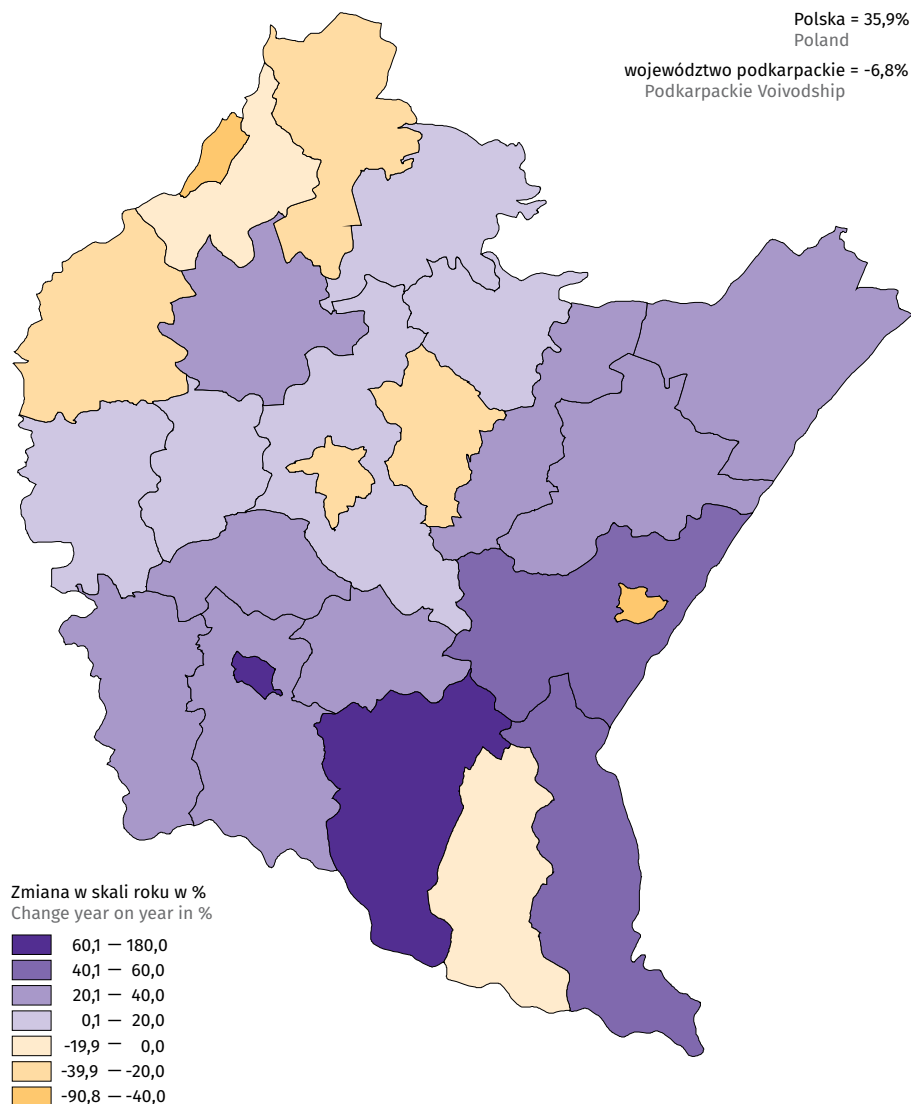 Polska = 35,9%
Poland
województwo podkarpackie = -6,8%
Podkarpackie Voivodship
Zmiana w skali roku w %
Change year on year in %
60,1 — 180,0
40,1 — 60,0
20,1 — 40,0
0,1 — 20,0
-19,9 — 0,0
-39,9 — -20,0
-90,8 — -40,0